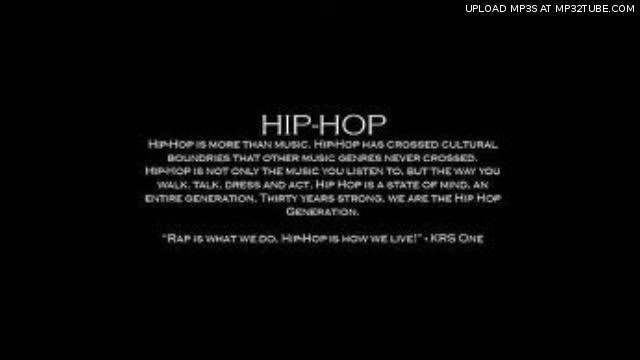 UPLOAD MP3S AT MP32TUBE.COM
HIP-HOP
HIP-HOP IS MORE THAN MUSIC. HIP-HOP HAS CROSSED CULTURAL
BOUNDRIES THAT OTHER MUSIC GENRES NEVER CROSSED.
HIP-HOP IS NOT ONLY THE MUSIC YOU LISTEN TO, BUT THE WAY YOU
WALK, TALK, DRESS AND ACT. HIP HOP IS A STATE OF MIND, AN
ENTIRE GENERATION. THIRTY YEARS STRONG, WE ARE THE HIP HOP
GENERATION.
"RAP IS WHAT WE DO, HIP-HOP IS HOW WE LIVE!" - KRS ONE